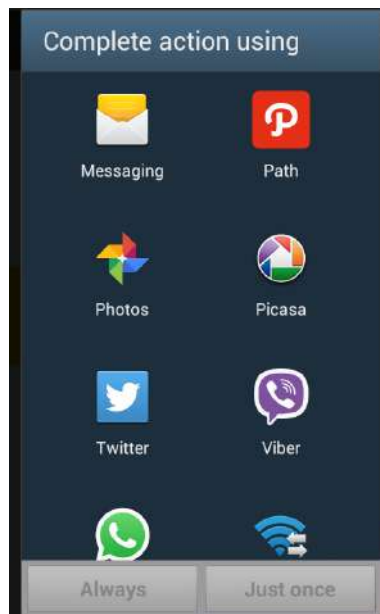 Complete action using
Messaging
Path
Photos
Picasa
Twitter
Viber
Always
Just once